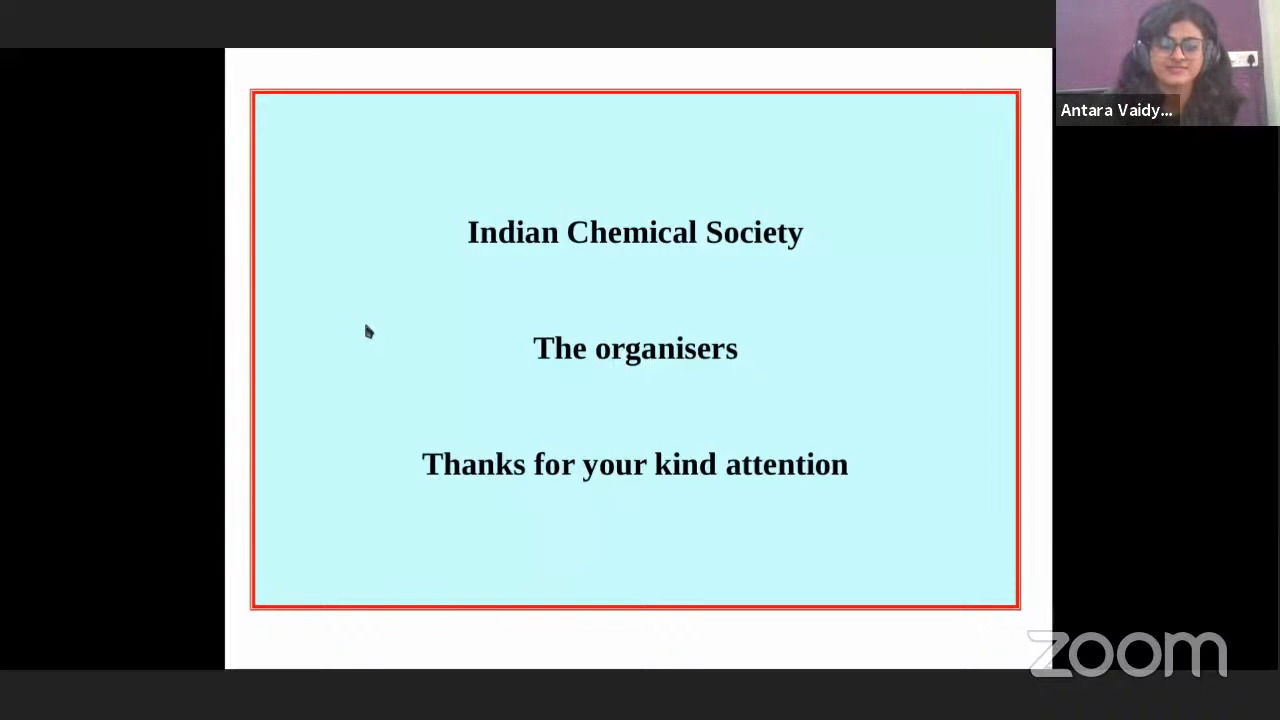 Antara Vaidy...
Indian Chemical Society
The organisers
Thanks for your kind attention
zoom